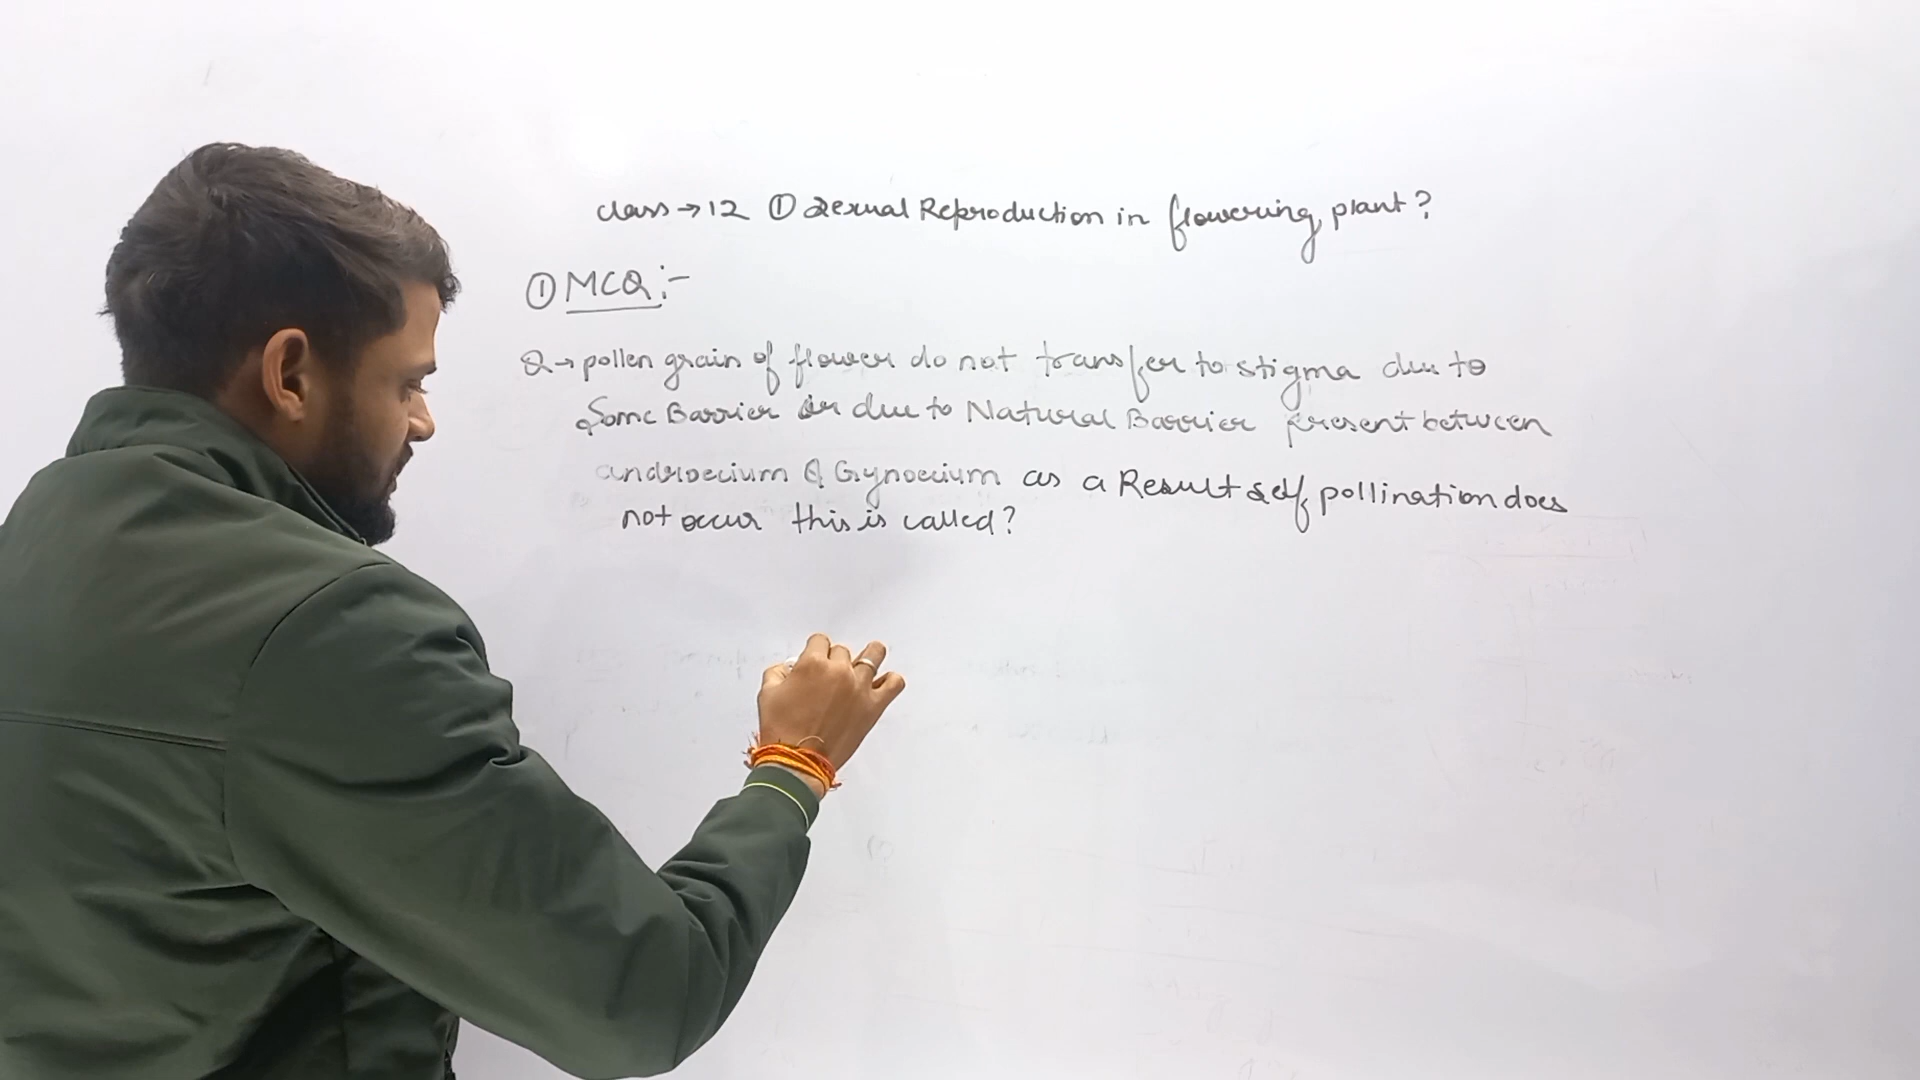 class → 12 ① Sexual Reproduction in flowering plant?
① MCQ :-
Q → pollen grain of flower do not transfer to stigma due to
Some Barrier or due to Natural Barrier present between
androecium & Gynoecium as a Result self pollination does
not occur this is called?